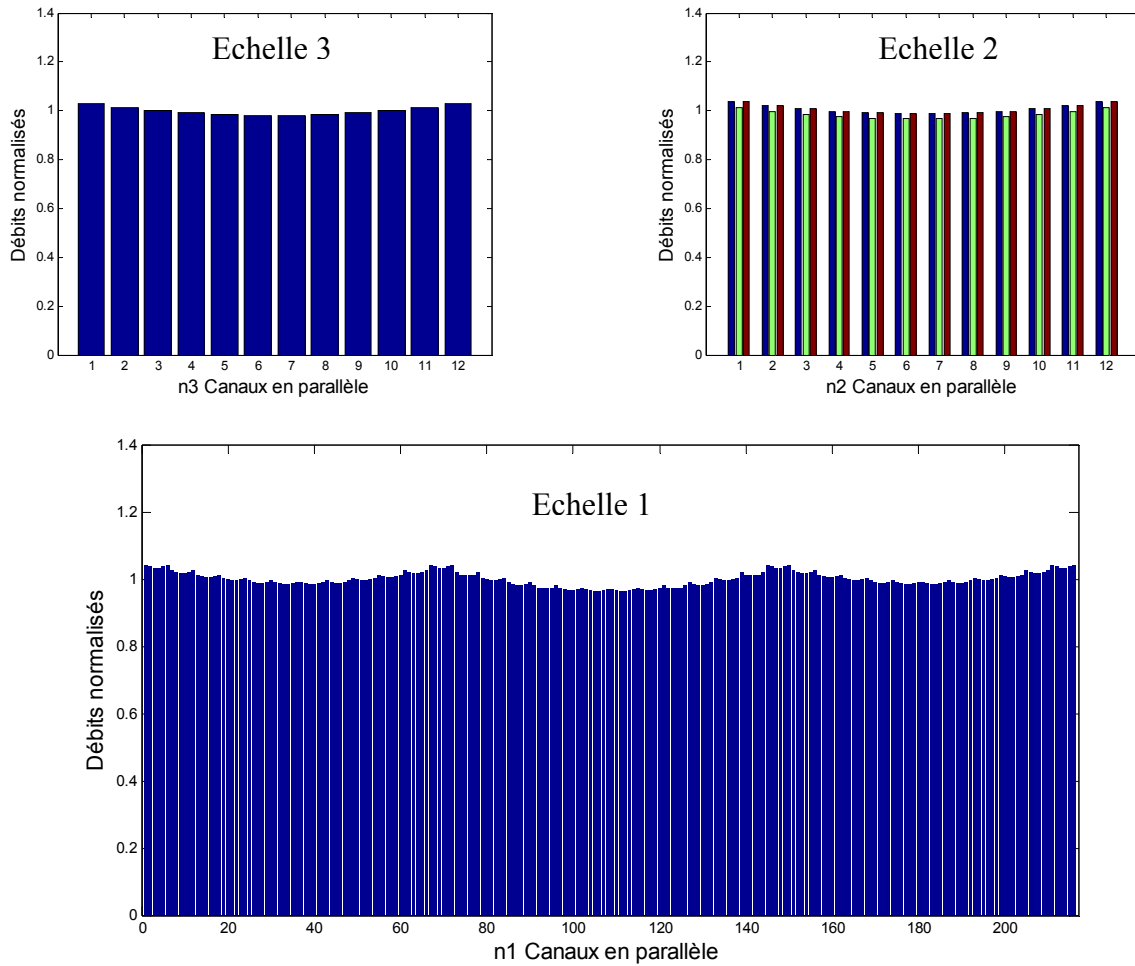 Echelle 3
Débits normalisés
1.4
1.2
1
0.8
0.6
0.4
0.2
0
1 2 3 4 5 6 7 8 9 10 11 12
n3 Canaux en parallèle
Echelle 2
Débits normalisés
1.4
1.2
1
0.8
0.6
0.4
0.2
0
1 2 3 4 5 6 7 8 9 10 11 12
n2 Canaux en parallèle
Echelle 1
Débits normalisés
1.4
1.2
1
0.8
0.6
0.4
0.2
0
0 20 40 60 80 100 120 140 160 180 200
n1 Canaux en parallèle